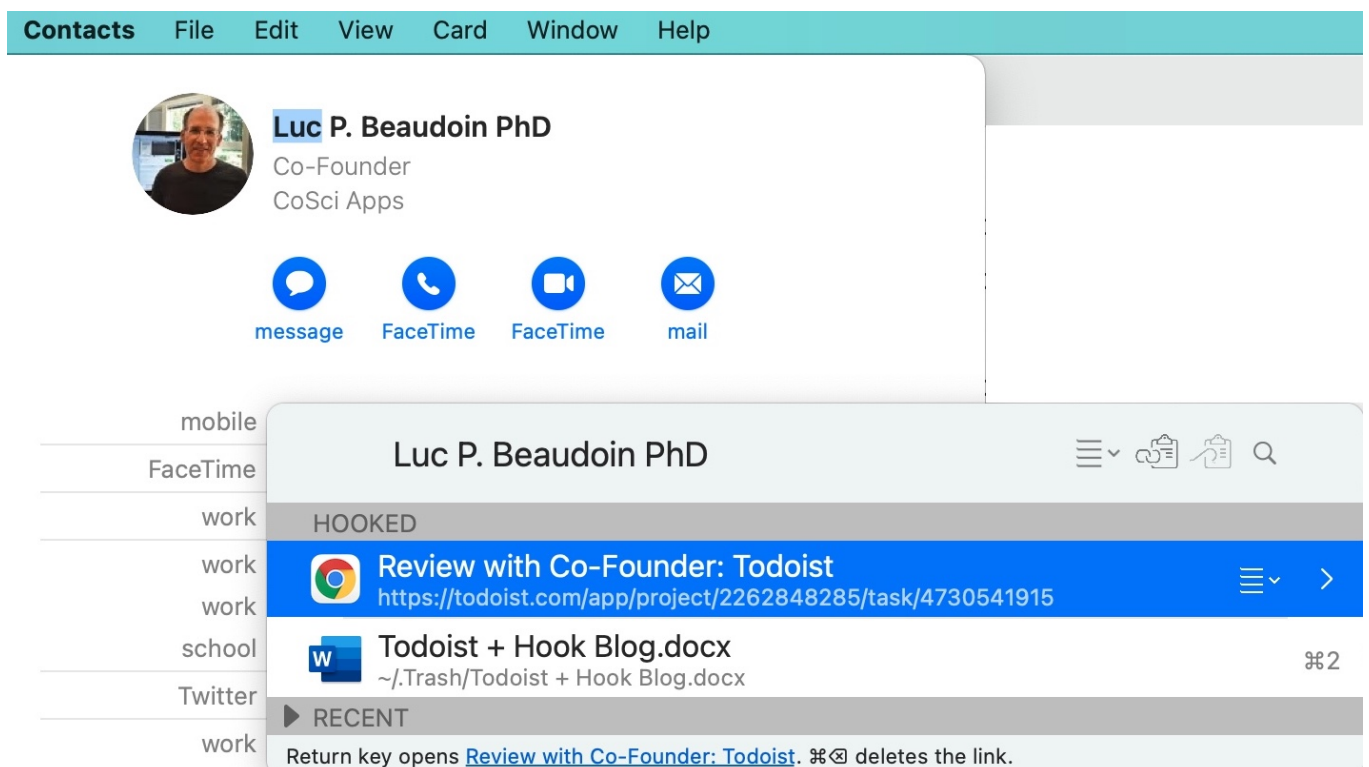 Contacts File Edit View Card Window Help
Luc P. Beaudoin PhD
Co-Founder
CoSci Apps
message FaceTime FaceTime mail
mobile
FaceTime
work
work
work
school
Twitter
work
Luc P. Beaudoin PhD
HOOKED
Review with Co-Founder: Todoist
https://todoist.com/app/project/2262848285/task/4730541915
W
Todoist + Hook Blog.docx
~/.Trash/Todoist + Hook Blog.docx
⌘2
RECENT
Return key opens Review with Co-Founder: Todoist. ⌘⌫ deletes the link.